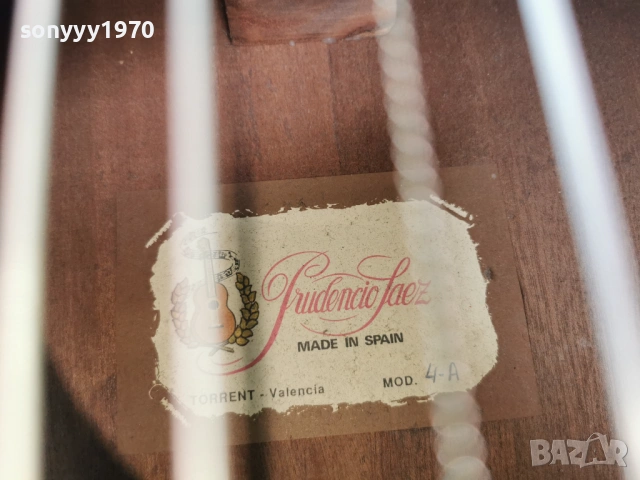 sonyyy1970
Prudencio Saez
MADE IN SPAIN
TORRENT - Valencia MOD. 4-A
BAZAR